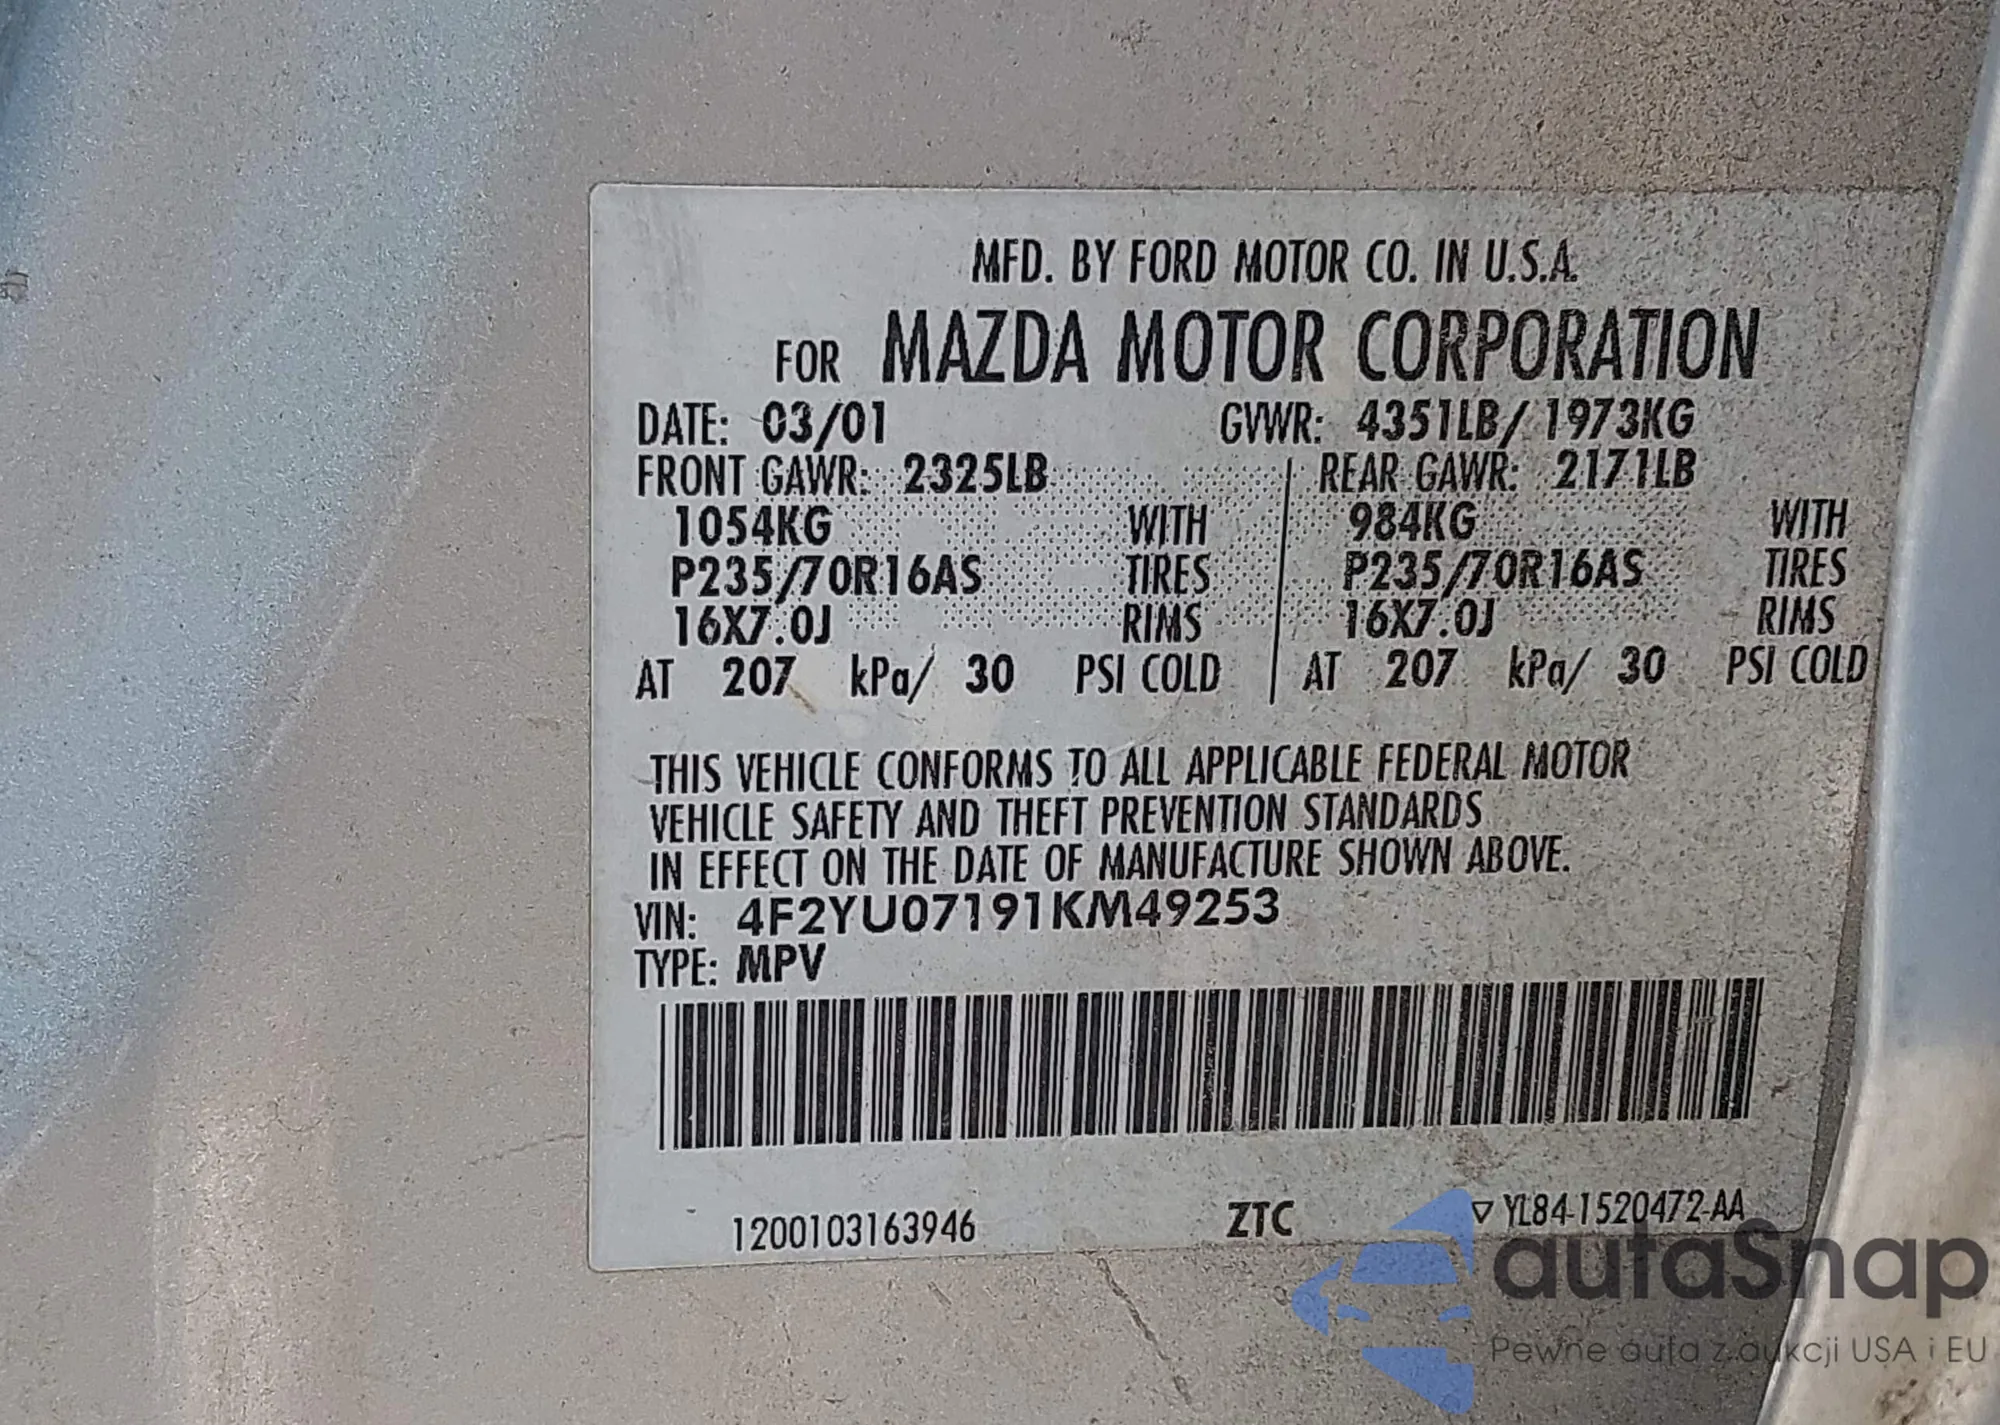 MFD. BY FORD MOTOR CO. IN U.S.A.
FOR MAZDA MOTOR CORPORATION
DATE: 03/01 GVWR: 4351LB/ 1973KG
FRONT GAWR: 2325LB REAR GAWR: 2171LB
1054KG WITH 984KG WITH
P235/70R16AS TIRES P235/70R16AS TIRES
16X7.0J RIMS 16X7.0J RIMS
AT 207 kPa/ 30 PSI COLD AT 207 kPa/ 30 PSI COLD
THIS VEHICLE CONFORMS TO ALL APPLICABLE FEDERAL MOTOR
VEHICLE SAFETY AND THEFT PREVENTION STANDARDS
IN EFFECT ON THE DATE OF MANUFACTURE SHOWN ABOVE.
VIN: 4F2YU07191KM49253
TYPE: MPV
1200103163946 ZTC ▽ YL84-1520472-AA
autaSnap
Pewne auta z aukcji USA i EU